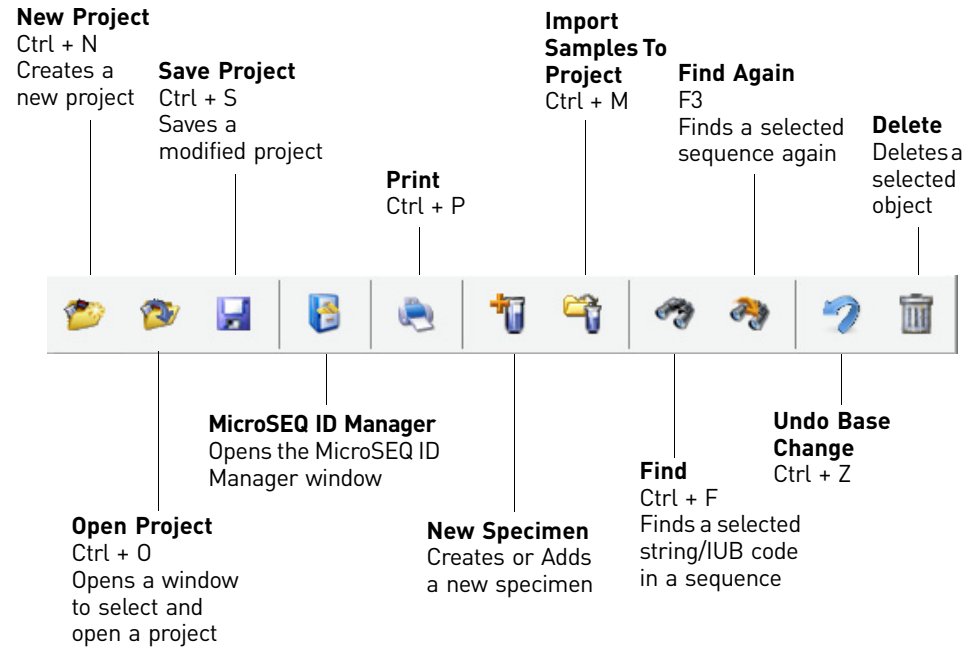 New Project
Ctrl + N
Creates a
new project
Save Project
Ctrl + S
Saves a
modified project
Print
Ctrl + P
Import
Samples To
Project
Ctrl + M
Find Again
F3
Finds a selected
sequence again
Delete
Deletes a
selected
object
Open Project
Ctrl + O
Opens a window
to select and
open a project
MicroSEQ ID Manager
Opens the MicroSEQ ID
Manager window
New Specimen
Creates or Adds
a new specimen
Find
Ctrl + F
Finds a selected
string/IUB code
in a sequence
Undo Base
Change
Ctrl + Z